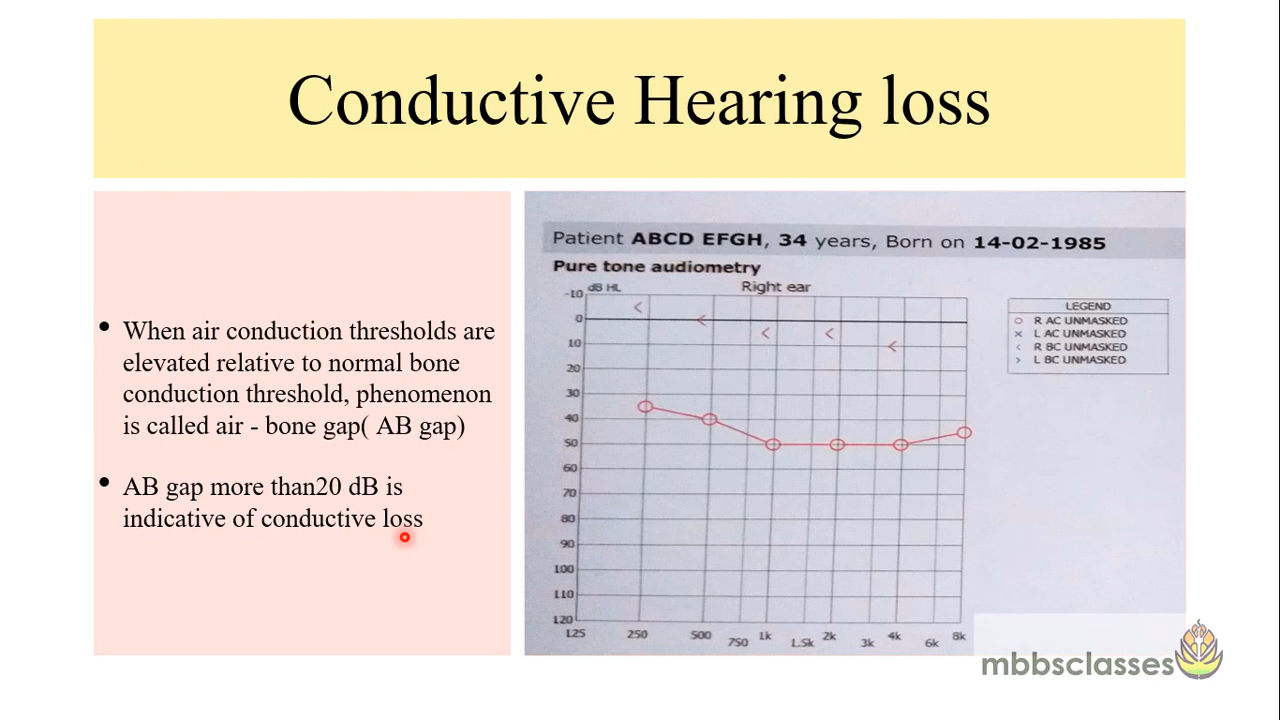 Conductive Hearing loss
• When air conduction thresholds are
elevated relative to normal bone
conduction threshold, phenomenon
is called air - bone gap( AB gap)
• AB gap more than20 dB is
indicative of conductive loss
Patient ABCD EFGH, 34 years, Born on 14-02-1985
Pure tone audiometry
dB HL
Right ear
-10
0
10
20
30
40
50
60
70
80
90
100
110
120
125 250 500 750 1k 1.5k 2k 3k 4k 6k 8k
LEGEND
R AC UNMASKED
L AC UNMASKED
R BC UNMASKED
L BC UNMASKED
mbbsclasses